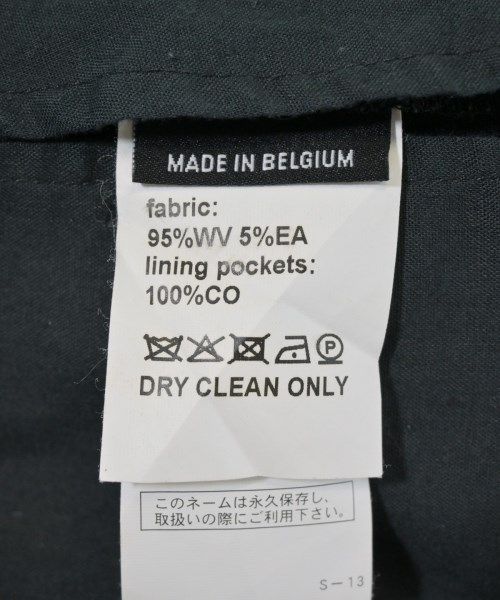 MADE IN BELGIUM
fabric:
95%WV 5%EA
lining pockets:
100%CO
P
DRY CLEAN ONLY
このネームは永久保存し、
取扱いの際にご利用下さい。
S－13